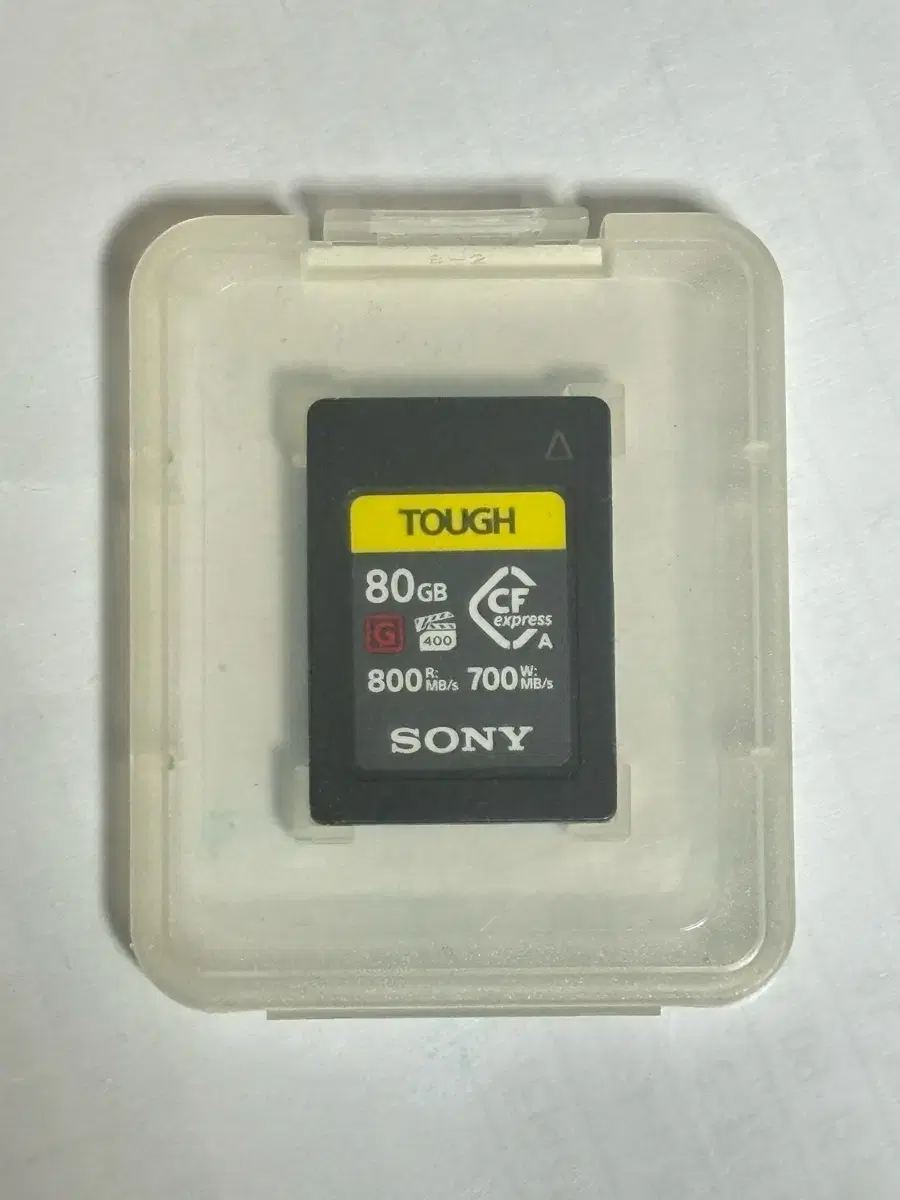 TOUGH
80GB
CF
express
A
G
400
800 R: MB/s 700 W: MB/s
SONY